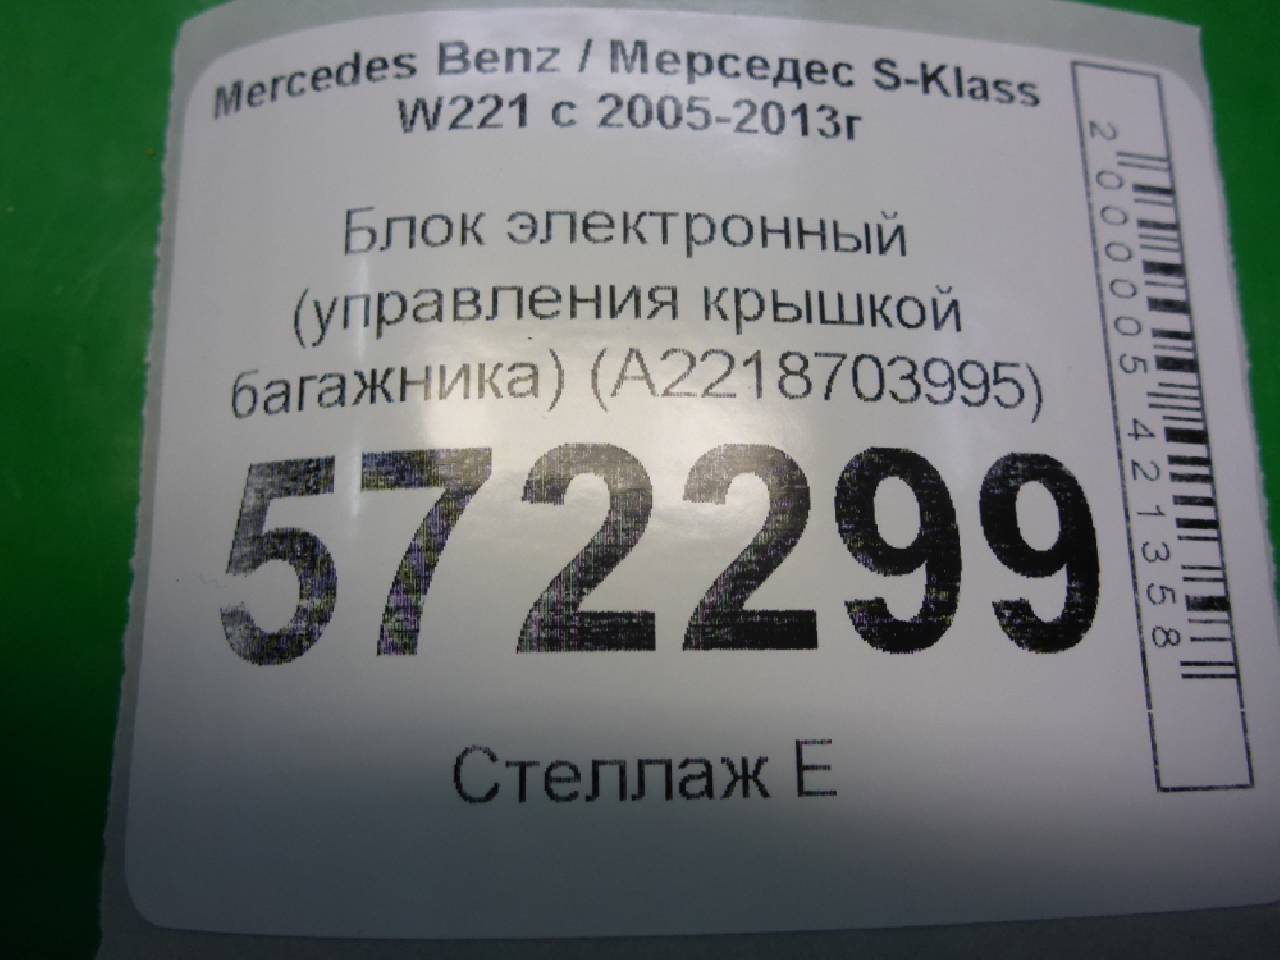 Mercedes Benz / Мерседес S-Klass
W221 с 2005-2013г
Блок электронный
(управления крышкой
багажника) (A2218703995)
572299
Стеллаж Е
2000005421358